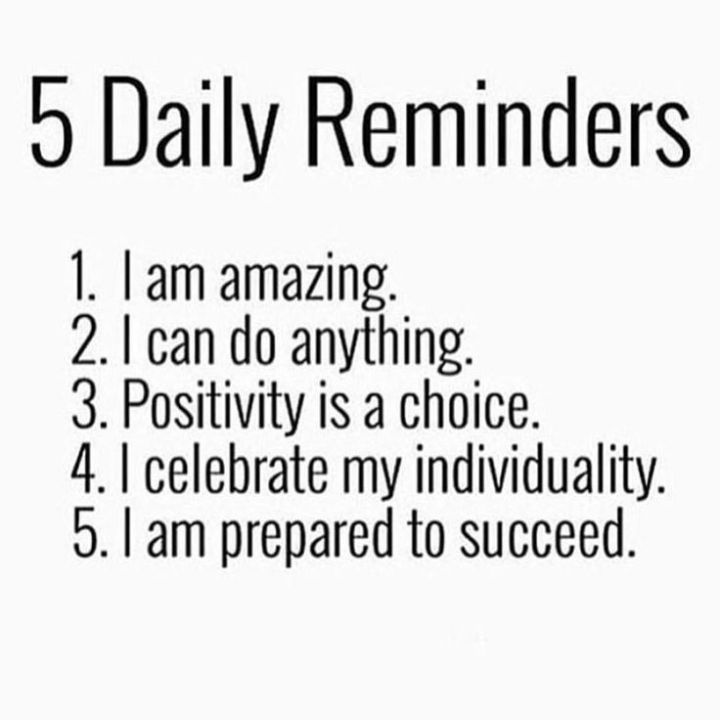 5 Daily Reminders
1. I am amazing.
2. I can do anything.
3. Positivity is a choice.
4. I celebrate my individuality.
5. I am prepared to succeed.